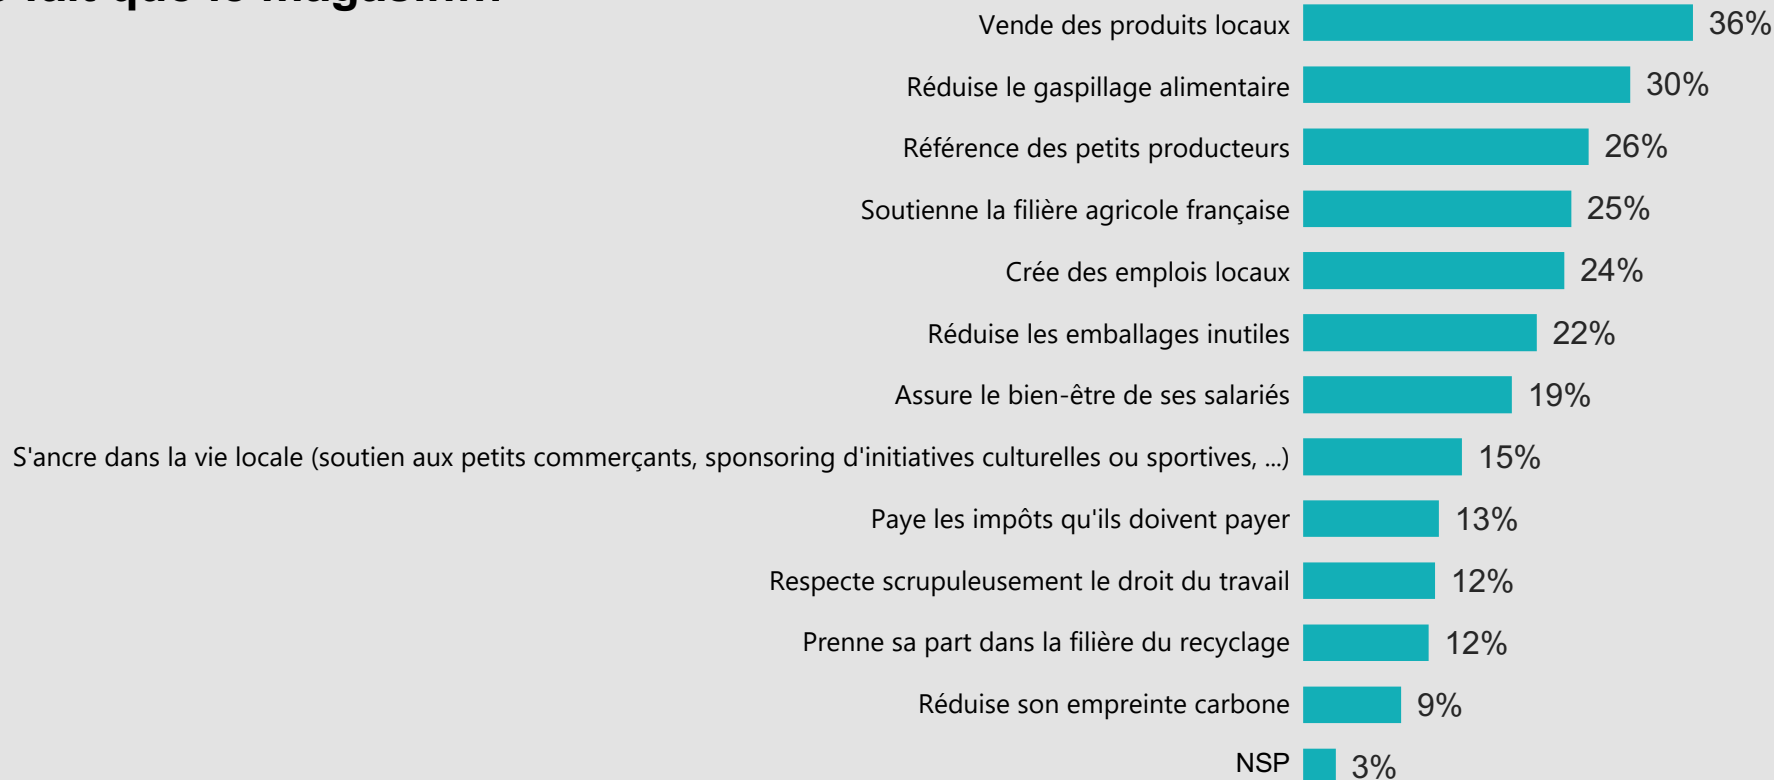 fait que le magasin...
Vende des produits locaux 36%
Réduise le gaspillage alimentaire 30%
Référence des petits producteurs 26%
Soutienne la filière agricole française 25%
Crée des emplois locaux 24%
Réduise les emballages inutiles 22%
Assure le bien-être de ses salariés 19%
S'ancre dans la vie locale (soutien aux petits commerçants, sponsoring d'initiatives culturelles ou sportives, ...) 15%
Paye les impôts qu'ils doivent payer 13%
Respecte scrupuleusement le droit du travail 12%
Prenne sa part dans la filière du recyclage 12%
Réduise son empreinte carbone 9%
NSP 3%